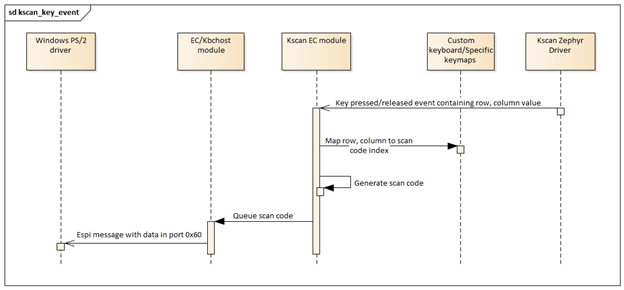 sd kscan_key_event
Windows PS/2
driver
EC/Kbchost
module
Kscan EC module
Custom
keyboard/Specific
keymaps
Kscan Zephyr
Driver
Key pressed/released event containing row, column value
Map row, column to scan
code index
Generate scan code
Queue scan code
Espi message with data in port 0x60